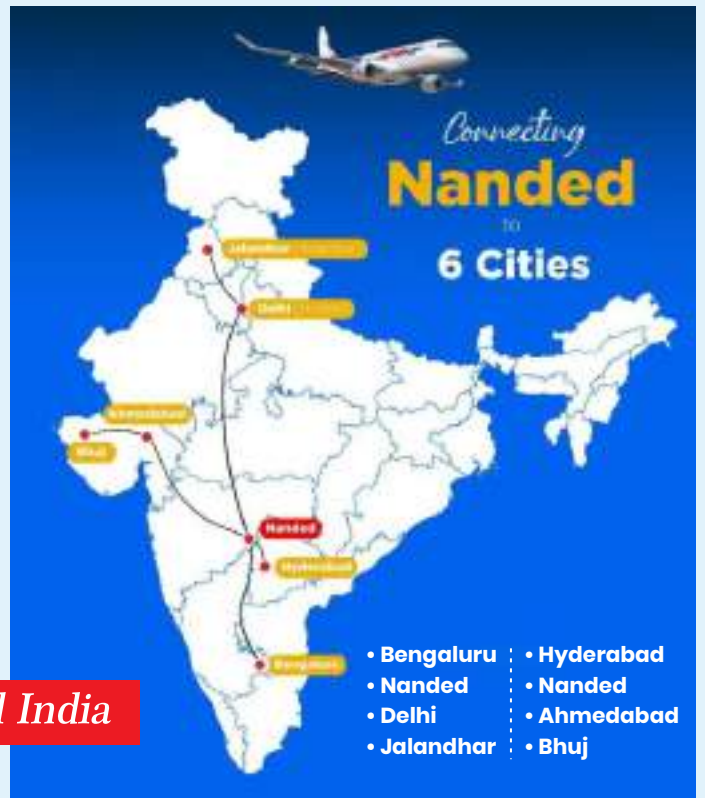 Connecting
Nanded
to
6 Cities
Jalandhar
Delhi
Ahmedabad
Bhuj
Nanded
Hyderabad
Bengaluru
• Bengaluru
• Nanded
• Delhi
• Jalandhar
• Hyderabad
• Nanded
• Ahmedabad
• Bhuj
India